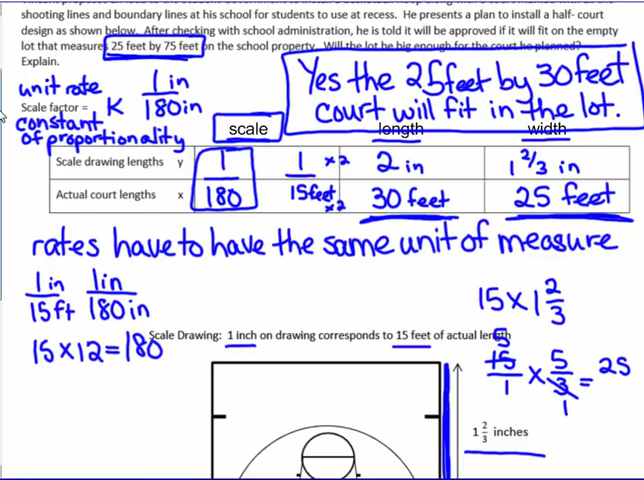 shooting lines and boundary lines at his school for students to use at recess. He presents a plan to install a half- court
design as shown below. After checking with school administration, he is told it will be approved if it will fit on the empty
lot that measures 25 feet by 75 feet on the school property. Will the lot be big enough for the court he planned?
Explain.
unit rate 1 in
Scale factor = K 180 in
constant
of proportionality
Yes the 25 feet by 30 feet
court will fit in the lot.
scale length width
Scale drawing lengths y 1 1 x2 2 in 1 2/3 in
Actual court lengths x 180 15 feet x2 30 feet 25 feet
rates have to have the same unit of measure
1 in 1 in
15 ft 180 in
15 x 12 = 180
15 x 1 2/3
Scale Drawing: 1 inch on drawing corresponds to 15 feet of actual length
5
15/1 x 5/3 = 25
1
1 2/3 inches